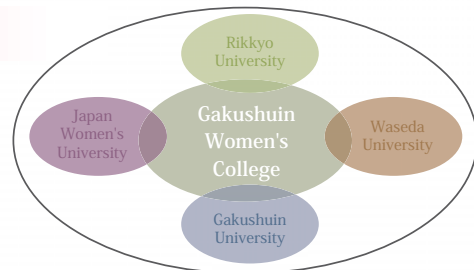 Rikkyo
University
Japan
Women's
University
Gakushuin
Women's
College
Waseda
University
Gakushuin
University